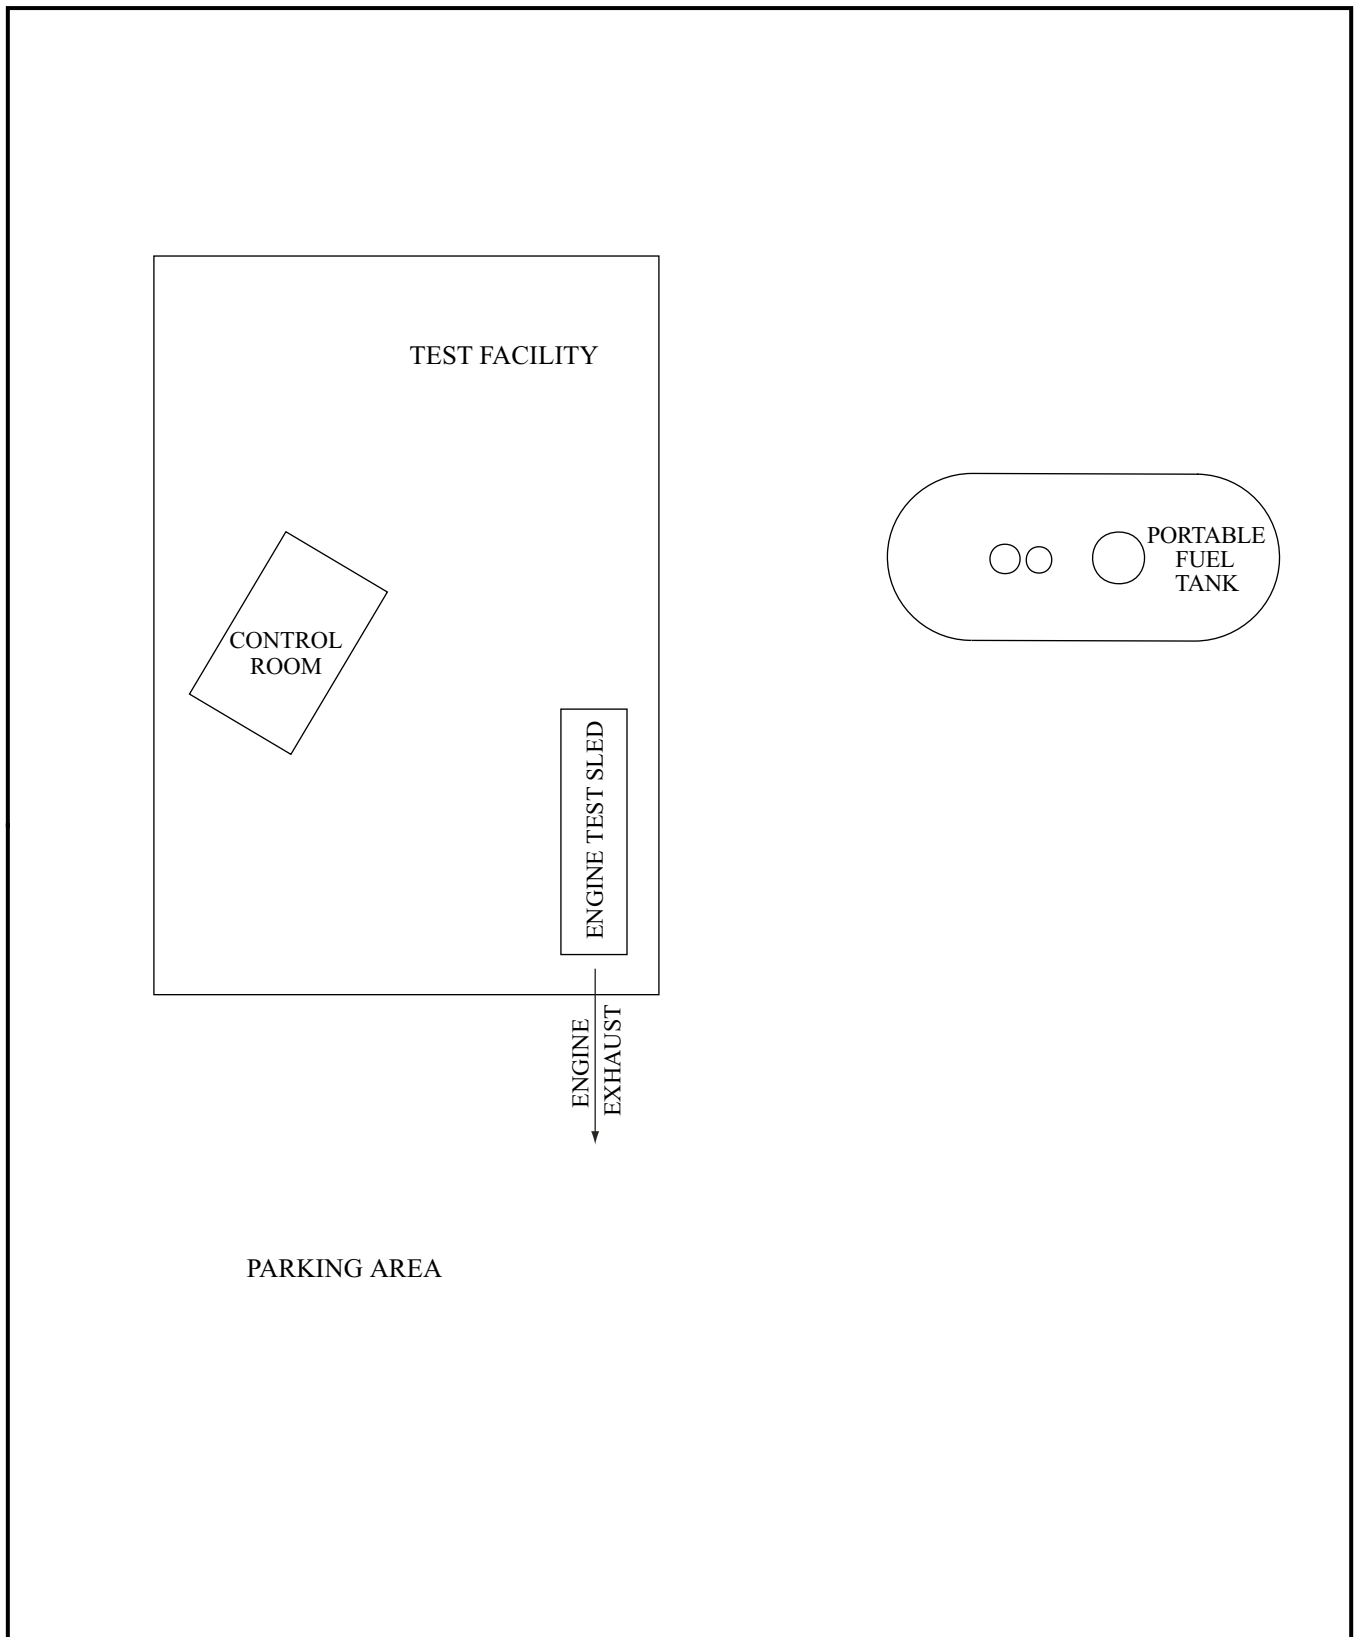 TEST FACILITY
PORTABLE
FUEL
TANK
CONTROL
ROOM
ENGINE TEST SLED
ENGINE
EXHAUST
PARKING AREA